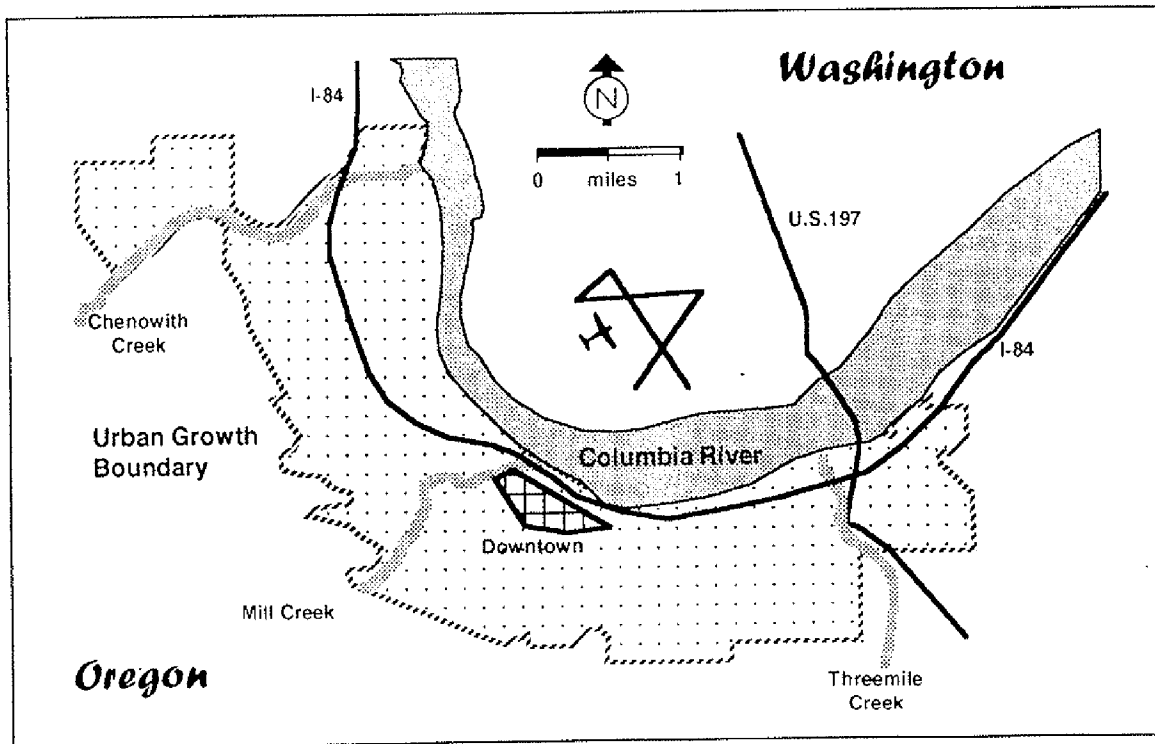 Washington
I-84
N
0 miles 1
U.S.197
Chenowith
Creek
I-84
Urban Growth
Boundary
Columbia River
Downtown
Mill Creek
Oregon
Threemile
Creek